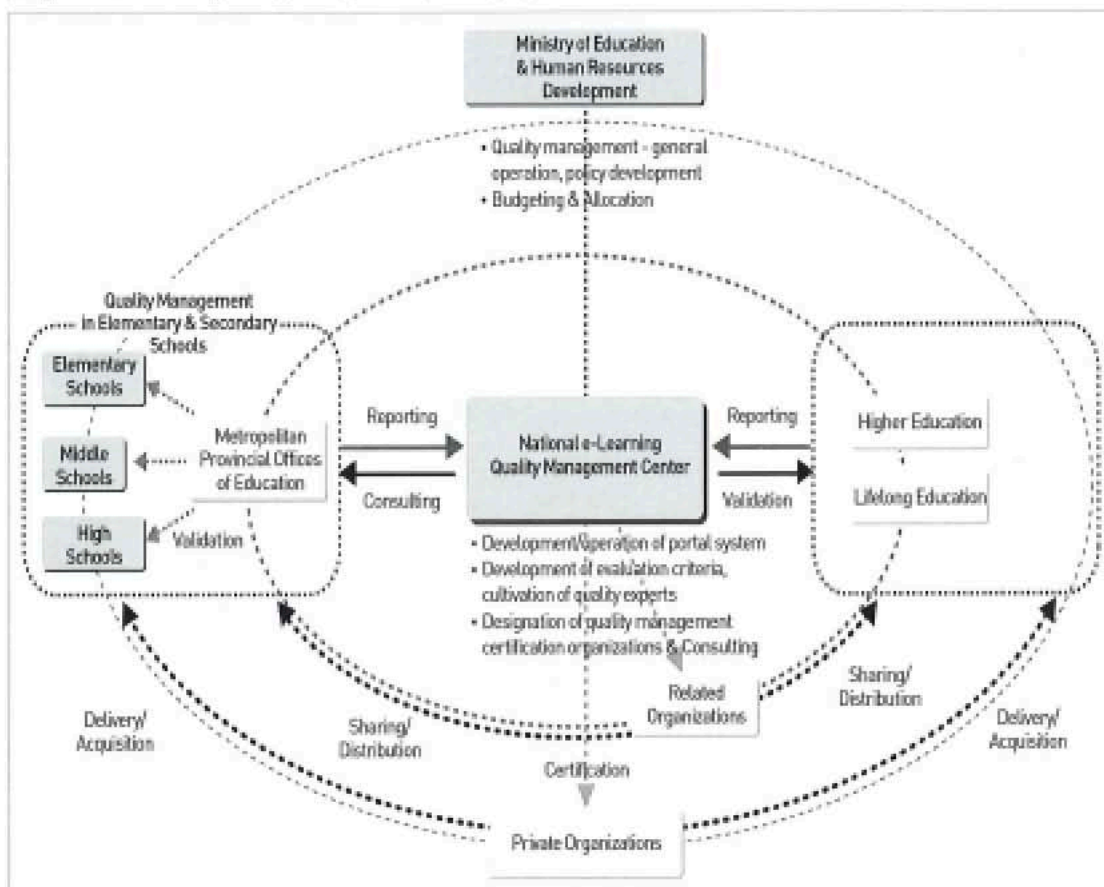 Ministry of Education
& Human Resources
Development
• Quality management - general
operation, policy development
• Budgeting & Allocation
Quality Management
in Elementary & Secondary
Schools
Elementary
Schools
Middle
Schools
High
Schools
Metropolitan
Provincial Offices
of Education
Validation
Reporting
Consulting
National e-Learning
Quality Management Center
Reporting
Validation
Higher Education
Lifelong Education
• Development/operation of portal system
• Development of evaluation criteria,
cultivation of quality experts
• Designation of quality management
certification organizations & Consulting
Related
Organizations
Sharing/
Distribution
Delivery/
Acquisition
Delivery/
Acquisition
Sharing/
Distribution
Certification
Private Organizations